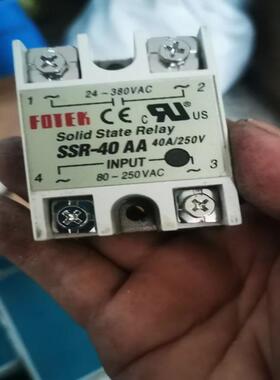 24~380VAC
1 ~ ~ 2
FOTEK CE c RU US
Solid State Relay
SSR-40 AA 40A/250V
INPUT
4 ~ ~ 3
80~250VAC